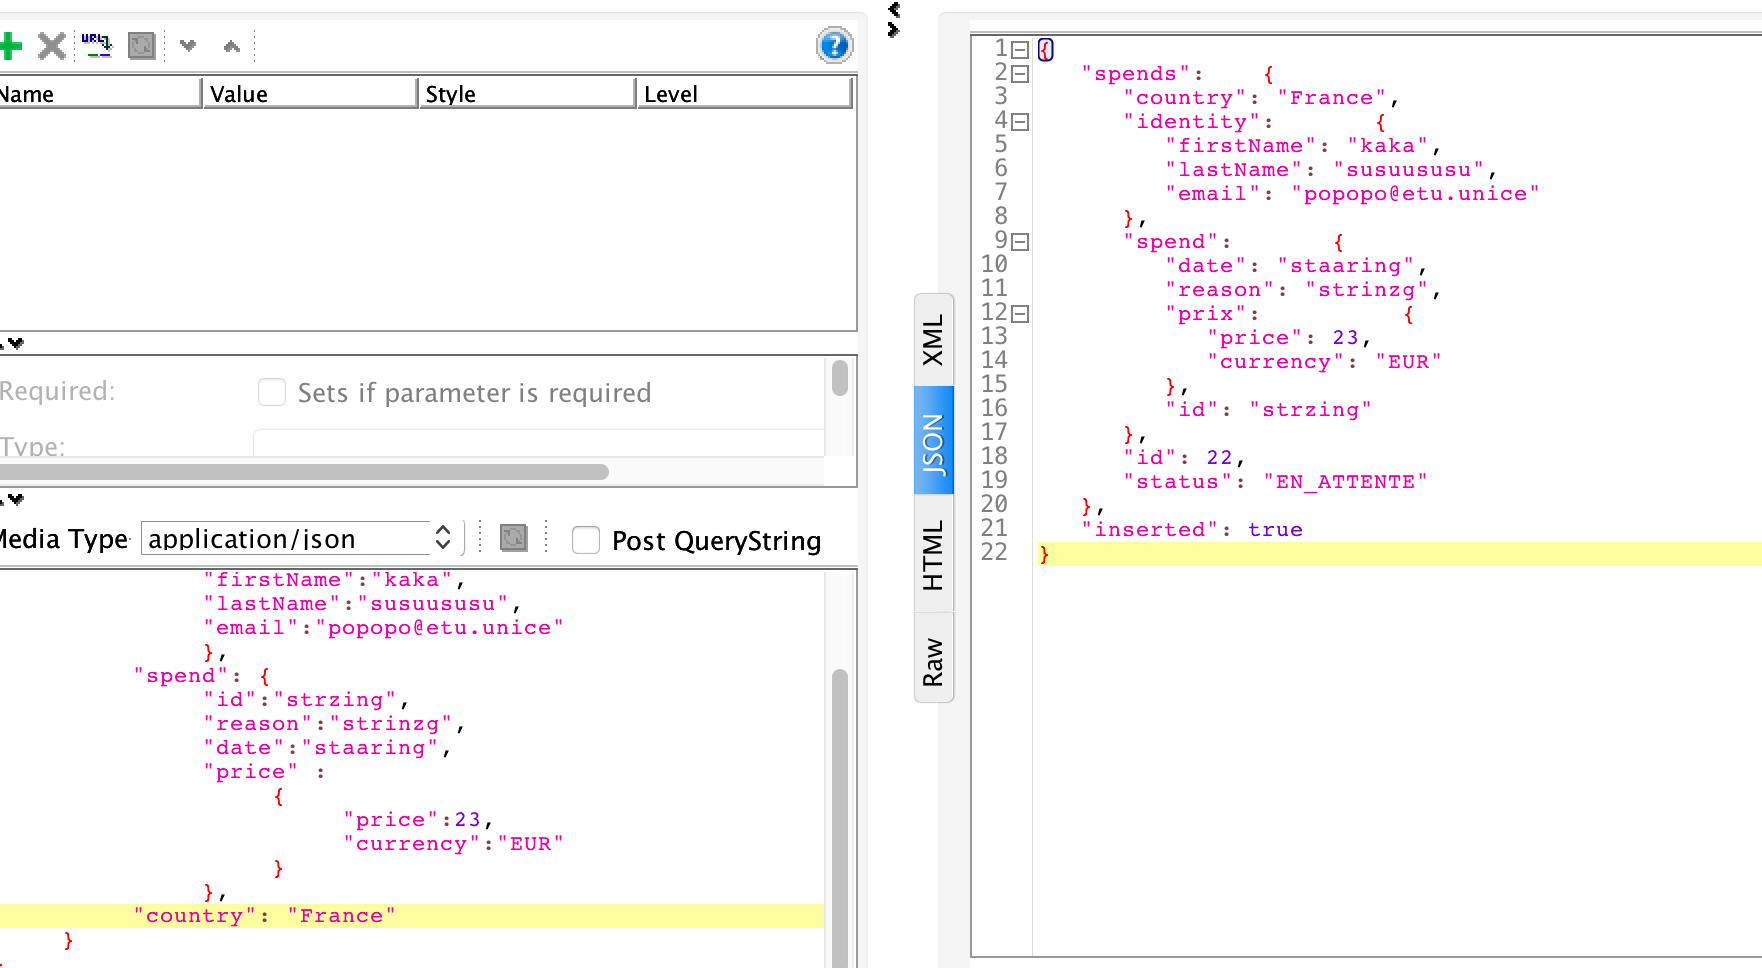 URL
?
Name
Value
Style
Level
Required:
Sets if parameter is required
Type:
Media Type
application/json
Post QueryString
"firstName":"kaka",
"lastName":"susuususu",
"email":"popopo@etu.unice"
},
"spend": {
"id":"strzing",
"reason":"strinzg",
"date":"staaring",
"price" :
{
"price":23,
"currency":"EUR"
}
},
"country": "France"
}
XML
JSON
HTML
Raw
1 {
2 "spends": {
3 "country": "France",
4 "identity": {
5 "firstName": "kaka",
6 "lastName": "susuususu",
7 "email": "popopo@etu.unice"
8 },
9 "spend": {
10 "date": "staaring",
11 "reason": "strinzg",
12 "prix": {
13 "price": 23,
14 "currency": "EUR"
15 },
16 "id": "strzing"
17 },
18 "id": 22,
19 "status": "EN_ATTENTE"
20 },
21 "inserted": true
22 }